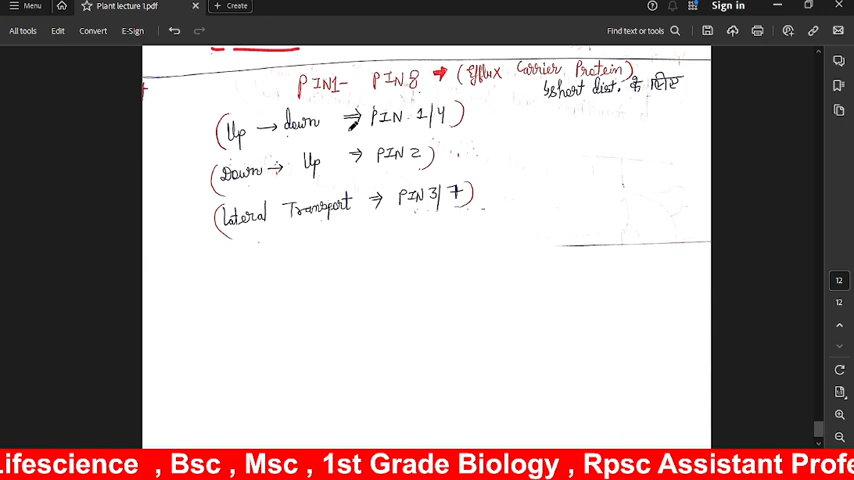 Plant lecture 1.pdf
Menu
Create
Sign in
All tools Edit Convert E-Sign
Find text or tools
PIN1- PIN 8 → (Efflux Carrier Protein)
↳short dist. के लिए
(Up → down ⇒ PIN 1/4)
(Down → Up ⇒ PIN 2)
(lateral Transport ⇒ PIN 3/7)
12
12
Lifescience , Bsc , Msc , 1st Grade Biology , Rpsc Assistant Profe